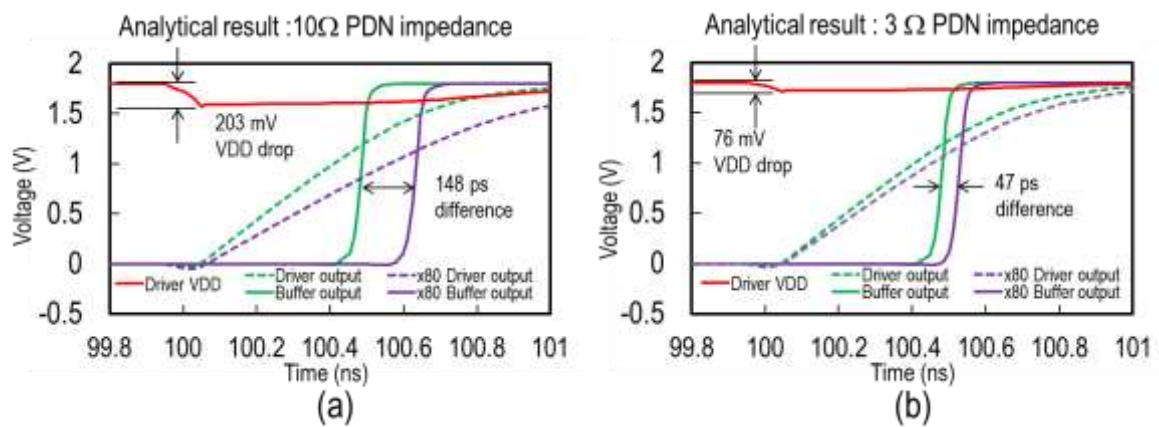 Analytical result : 10Ω PDN impedance
2
1.5
1
0.5
0
-0.5
Voltage (V)
203 mV
VDD drop
148 ps
difference
Driver VDD
Driver output
x80 Driver output
Buffer output
x80 Buffer output
99.8 100 100.2 100.4 100.6 100.8 101
Time (ns)
(a)
Analytical result : 3 Ω PDN impedance
2
1.5
1
0.5
0
-0.5
Voltage (V)
76 mV
VDD drop
47 ps
difference
Driver VDD
Driver output
x80 Driver output
Buffer output
x80 Buffer output
99.8 100 100.2 100.4 100.6 100.8 101
Time (ns)
(b)